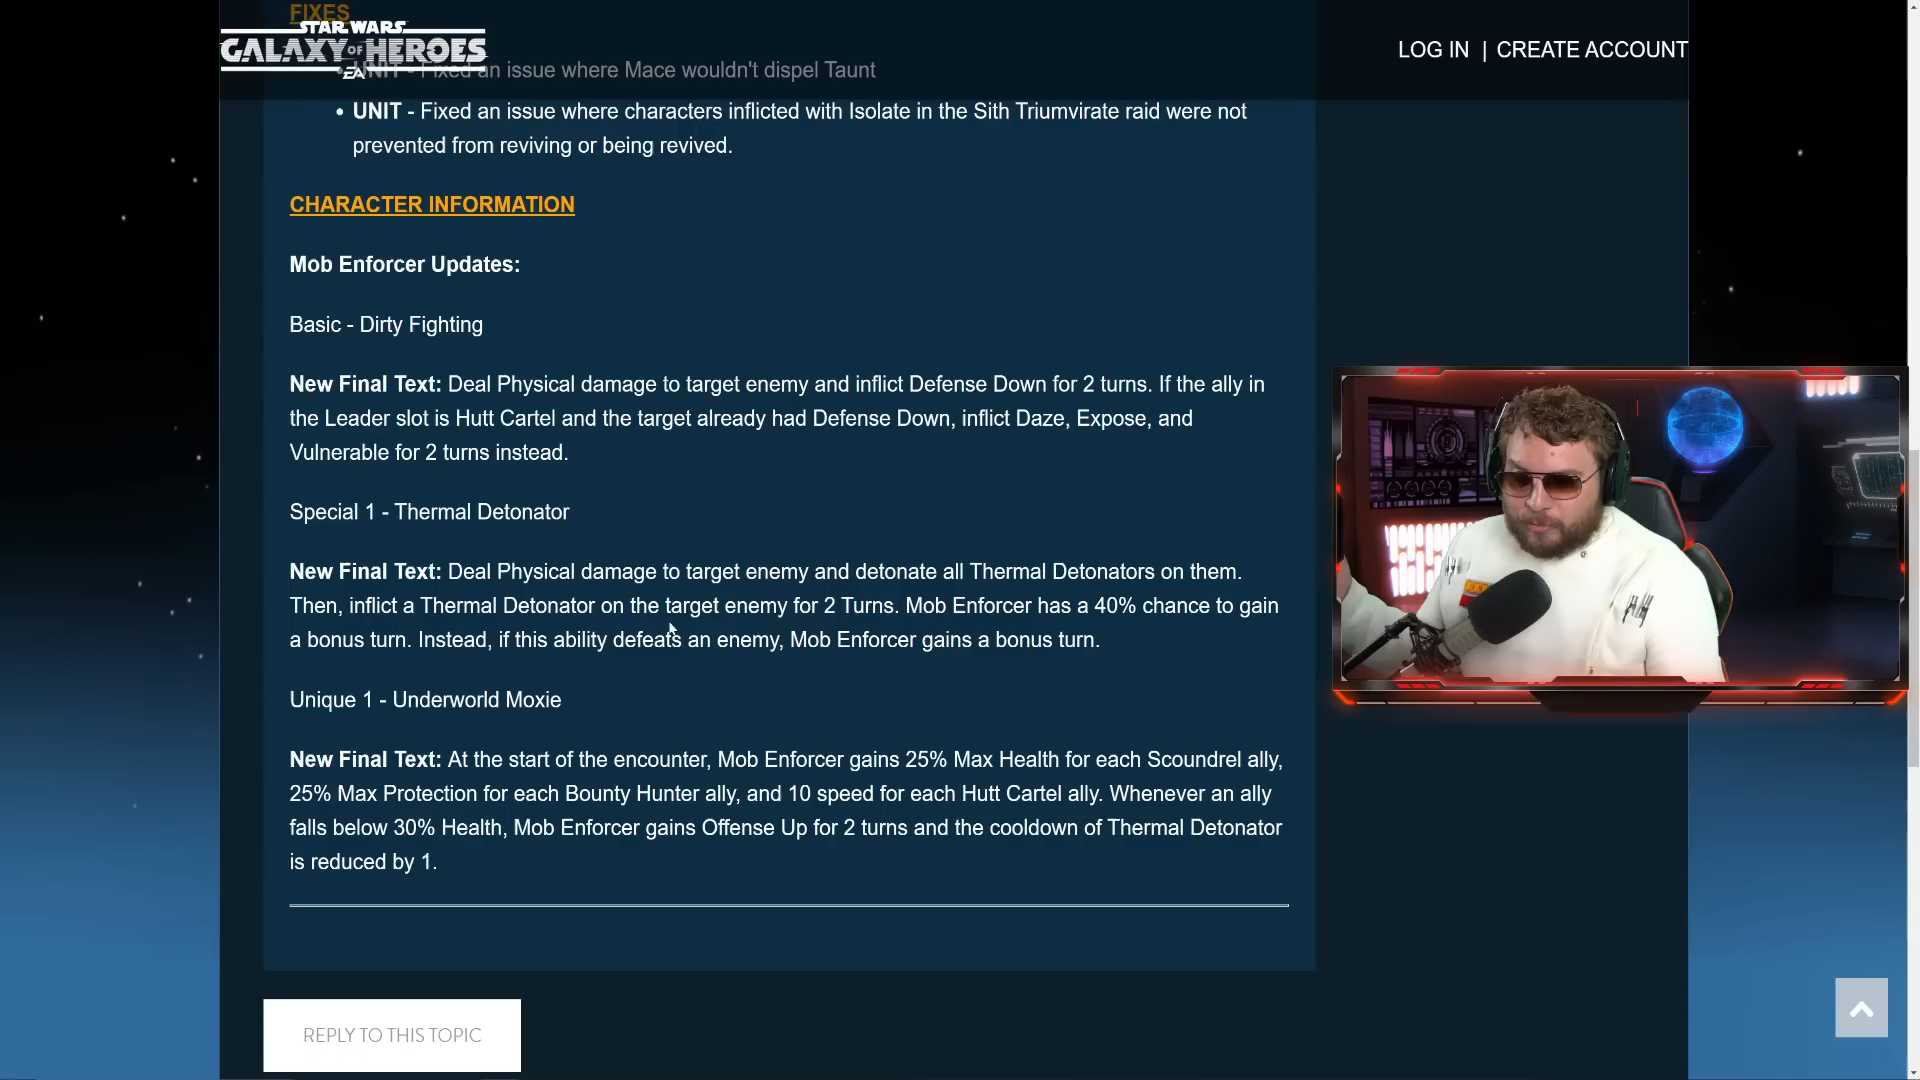 FIXES
STAR WARS
GALAXY OF HEROES
EA
LOG IN | CREATE ACCOUNT
UNIT - Fixed an issue where Mace wouldn't dispel Taunt
• UNIT - Fixed an issue where characters inflicted with Isolate in the Sith Triumvirate raid were not
prevented from reviving or being revived.
CHARACTER INFORMATION
Mob Enforcer Updates:
Basic - Dirty Fighting
New Final Text: Deal Physical damage to target enemy and inflict Defense Down for 2 turns. If the ally in
the Leader slot is Hutt Cartel and the target already had Defense Down, inflict Daze, Expose, and
Vulnerable for 2 turns instead.
Special 1 - Thermal Detonator
New Final Text: Deal Physical damage to target enemy and detonate all Thermal Detonators on them.
Then, inflict a Thermal Detonator on the target enemy for 2 Turns. Mob Enforcer has a 40% chance to gain
a bonus turn. Instead, if this ability defeats an enemy, Mob Enforcer gains a bonus turn.
Unique 1 - Underworld Moxie
New Final Text: At the start of the encounter, Mob Enforcer gains 25% Max Health for each Scoundrel ally,
25% Max Protection for each Bounty Hunter ally, and 10 speed for each Hutt Cartel ally. Whenever an ally
falls below 30% Health, Mob Enforcer gains Offense Up for 2 turns and the cooldown of Thermal Detonator
is reduced by 1.
REPLY TO THIS TOPIC